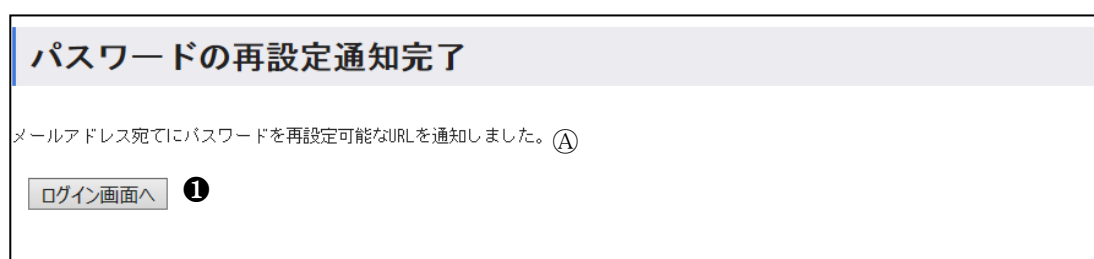 パスワードの再設定通知完了
メールアドレス宛てにパスワードを再設定可能なURLを通知しました。Ⓐ
ログイン画面へ ❶